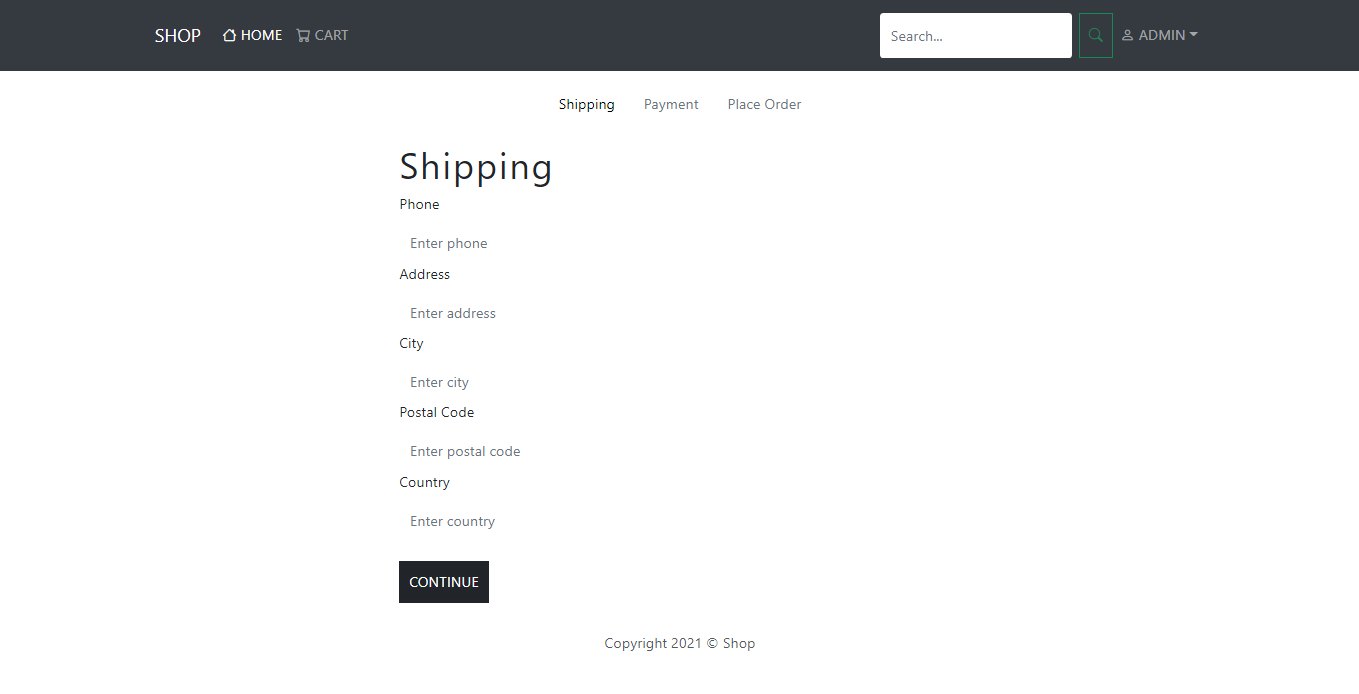 SHOP HOME CART Search... ADMIN
Shipping Payment Place Order
Shipping
Phone
Enter phone
Address
Enter address
City
Enter city
Postal Code
Enter postal code
Country
Enter country
CONTINUE
Copyright 2021 © Shop